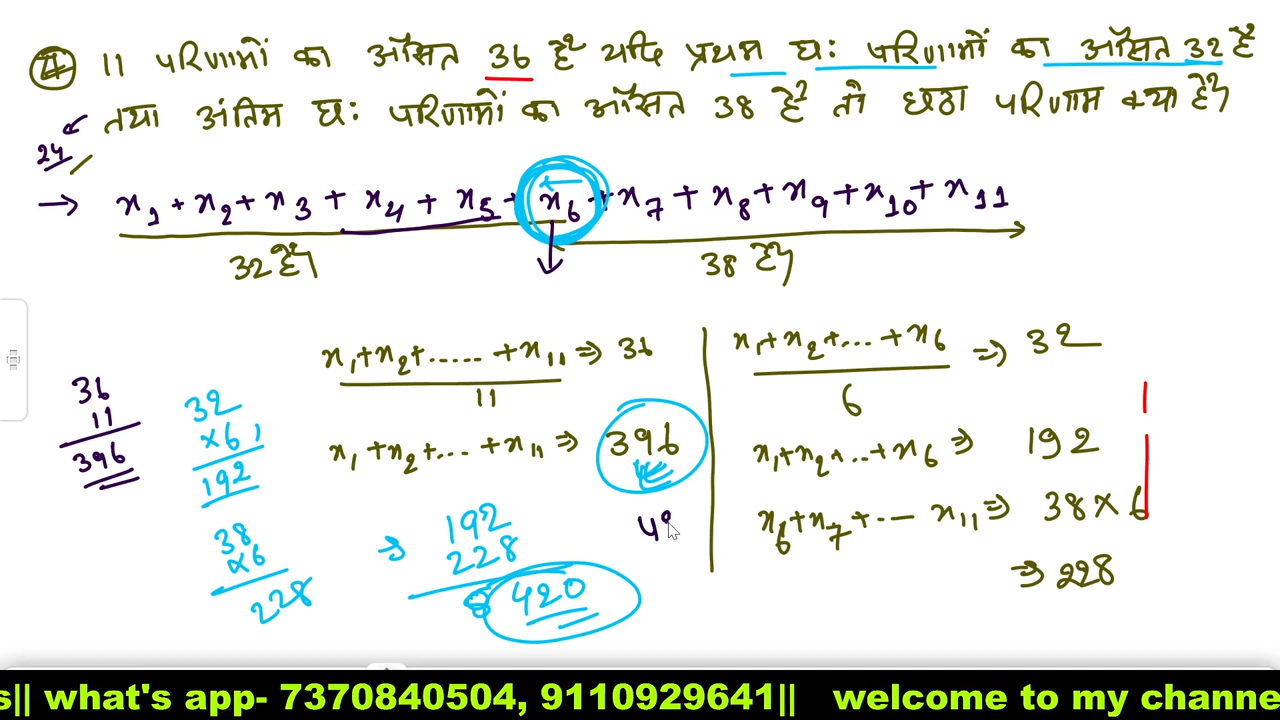 ④ 11 परिणामों का औसत 36 है यदि प्रथम छः परिणामों का औसत 32 है
तथा अंतिम छः परिणामों का औसत 38 है तो छठा परिणाम क्या है?
24
→ x₁ + x₂ + x₃ + x₄ + x₅ + x₆ + x₇ + x₈ + x₉ + x₁₀ + x₁₁
32 है। 38 है।
x₁+x₂+......+x₁₁ ⇒ 36
11
x₁+x₂+...+x₁₁ ⇒ 396
36
11
396
32
×6
192
38
×6
228
⇒ 192
228
420
x₁+x₂+...+x₆ ⇒ 32
6
x₁+x₂+..+x₆ ⇒ 192
x₆+x₇+... x₁₁ ⇒ 38×6
⇒ 228
s|| what's app- 7370840504, 9110929641|| welcome to my channe